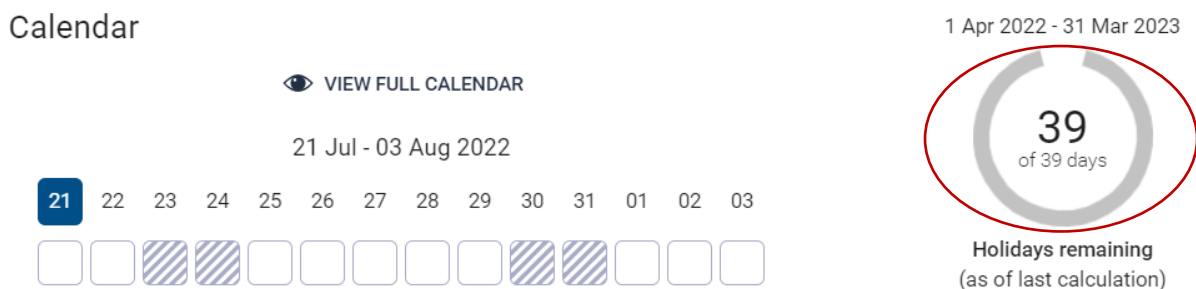 Calendar
VIEW FULL CALENDAR
21 Jul - 03 Aug 2022
21 22 23 24 25 26 27 28 29 30 31 01 02 03
1 Apr 2022 - 31 Mar 2023
39
of 39 days
Holidays remaining
(as of last calculation)